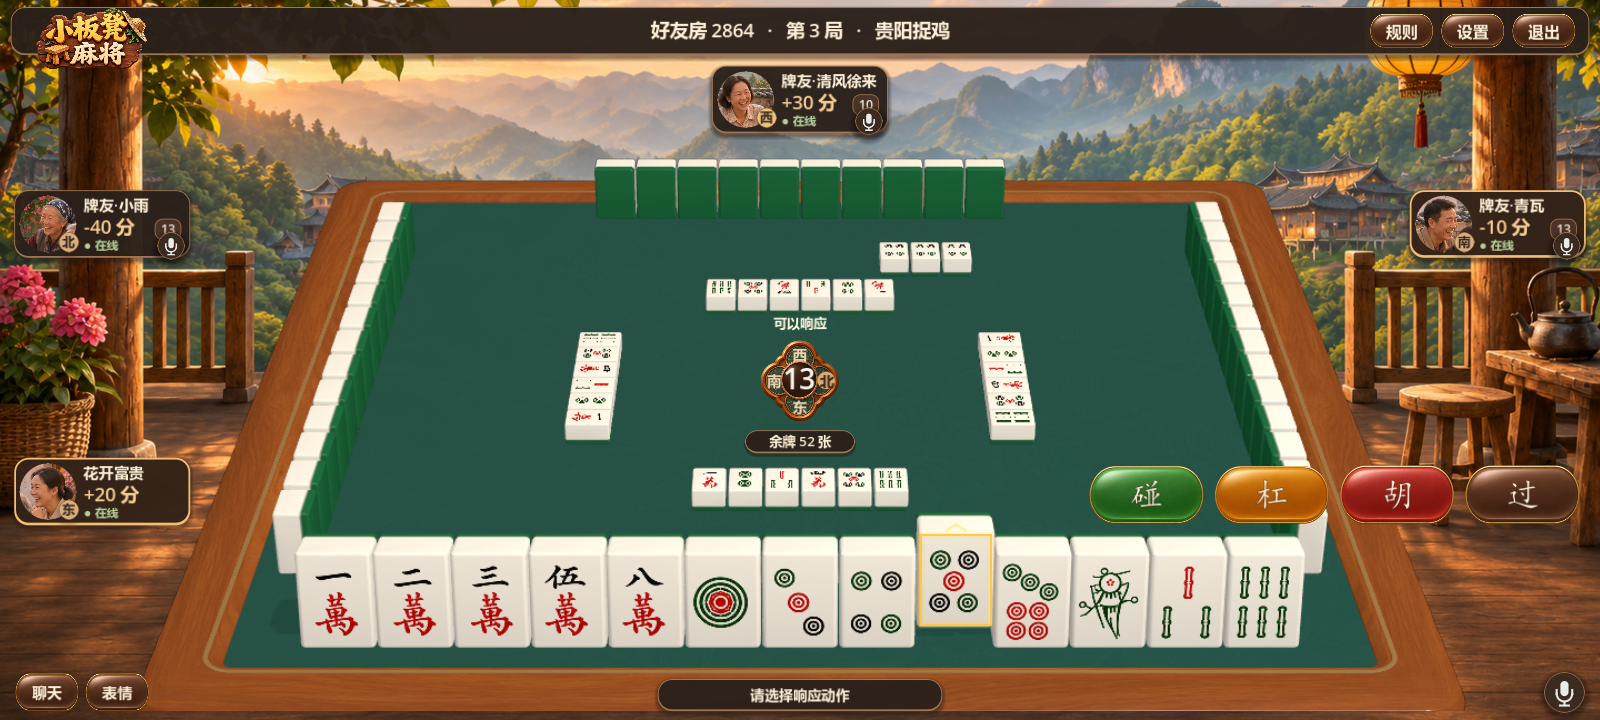 小板凳
麻将
好友房 2864 · 第 3 局 · 贵阳捉鸡
规则
设置
退出
牌友·清风徐来
+30 分
10
西
在线
牌友·小雨
-40 分
13
北
在线
牌友·青瓦
-10 分
13
南
在线
可以响应
西
南
13
北
东
余牌 52 张
花开富贵
+20 分
东
在线
碰
杠
胡
过
一萬
二萬
三萬
伍萬
八萬
聊天
表情
请选择响应动作